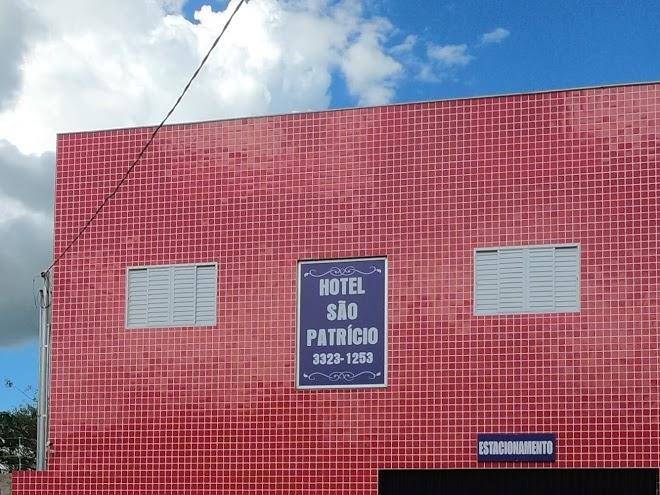 HOTEL
SÃO
PATRÍCIO
3323-1253
ESTACIONAMENTO